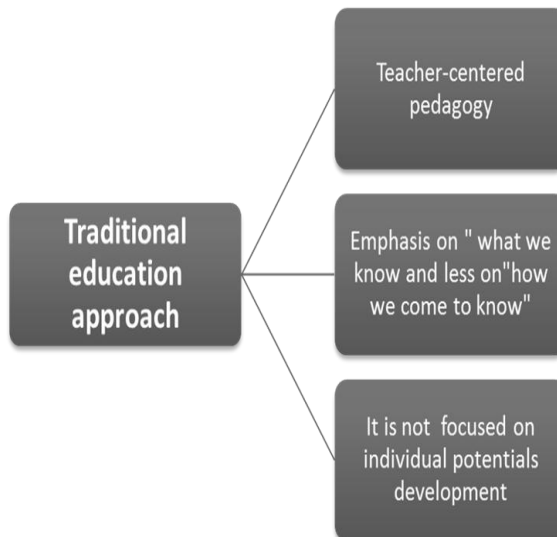 Traditional
education
approach
Teacher-centered
pedagogy
Emphasis on " what we
know and less on"how
we come to know"
It is not  focused on
individual potentials
development